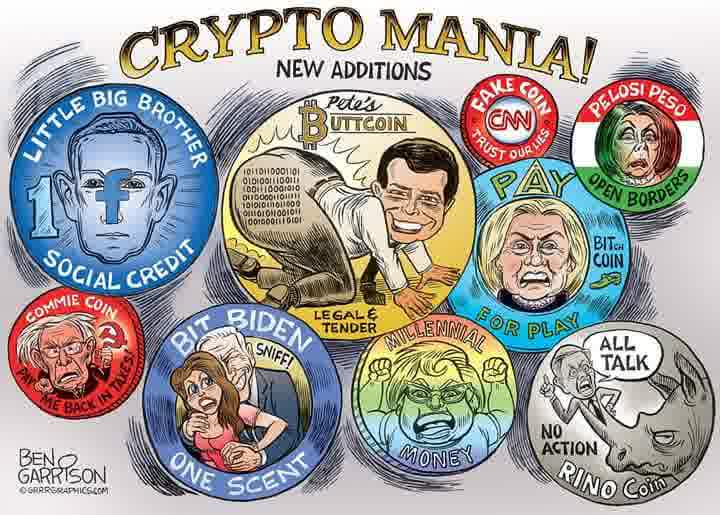 CRYPTO MANIA!
NEW ADDITIONS
LITTLE BIG BROTHER
1
f
SOCIAL CREDIT
Pete's
BUTTCOIN
LEGAL &
TENDER
FAKE COIN
CNN
TRUST OUR LIES
PELOSI PESO
OPEN BORDERS
PAY
BITCH
COIN
FOR PLAY
COMMIE COIN
PAY ME BACK IN TAXES!
BIT BIDEN
SNIFF!
ONE SCENT
MILLENNIAL
MONEY
ALL
TALK
NO
ACTION
RINO Coin
BEN
GARRISON
© GRRRGRAPHICS.COM